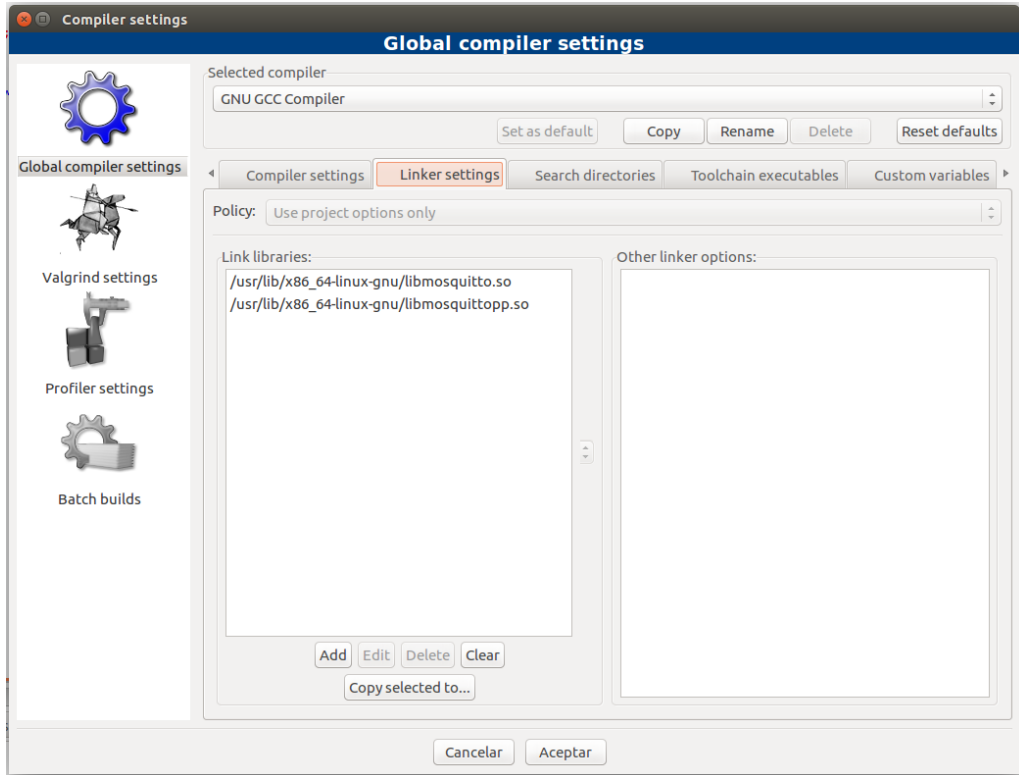 Compiler settings
Global compiler settings
Global compiler settings
Valgrind settings
Profiler settings
Batch builds
Selected compiler
GNU GCC Compiler
Set as default Copy Rename Delete Reset defaults
Compiler settings Linker settings Search directories Toolchain executables Custom variables
Policy: Use project options only
Link libraries:
/usr/lib/x86_64-linux-gnu/libmosquitto.so
/usr/lib/x86_64-linux-gnu/libmosquittopp.so
Add Edit Delete Clear
Copy selected to...
Other linker options:
Cancelar Aceptar